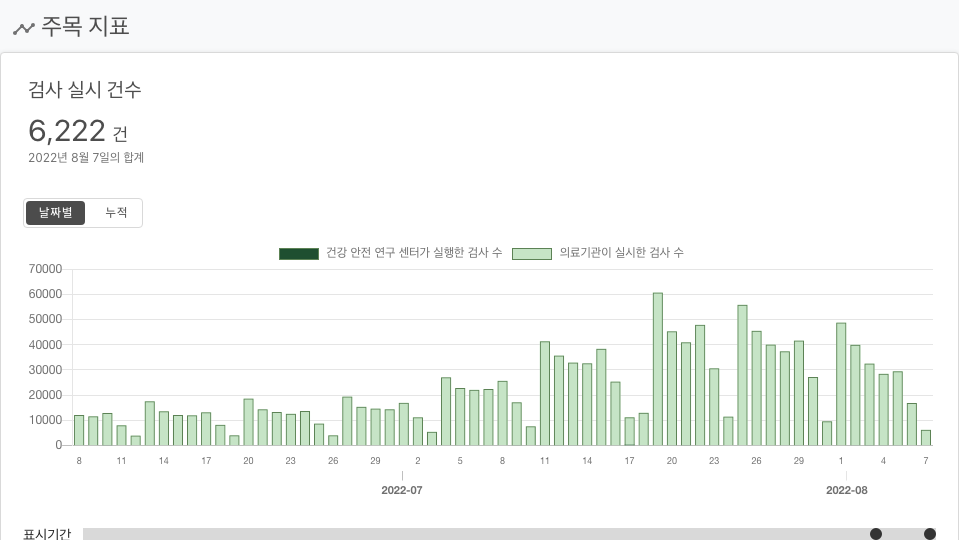 주목 지표
검사 실시 건수
6,222 건
2022년 8월 7일의 합계
날짜별 누적
건강 안전 연구 센터가 실행한 검사 수 의료기관이 실시한 검사 수
70000
60000
50000
40000
30000
20000
10000
0
8 11 14 17 20 23 26 29 2 5 8 11 14 17 20 23 26 29 1 4 7
2022-07 2022-08
표시기간